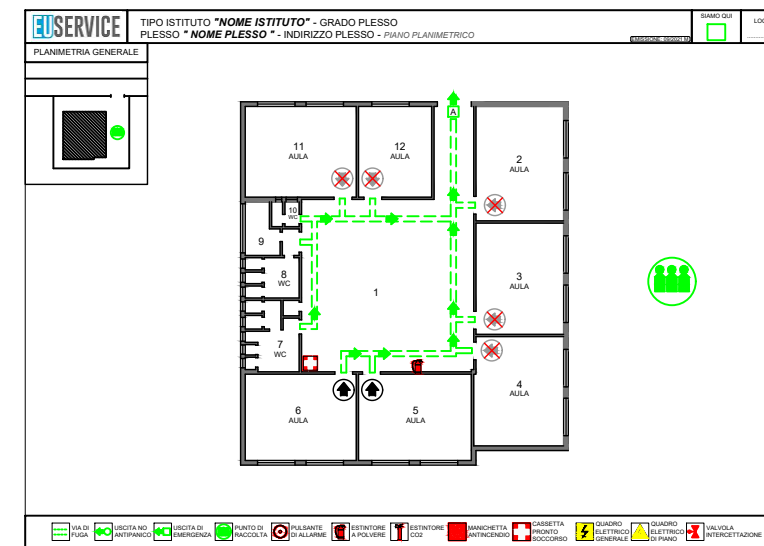 EUSERVICE
TIPO ISTITUTO "NOME ISTITUTO" - GRADO PLESSO
PLESSO " NOME PLESSO " - INDIRIZZO PLESSO - PIANO PLANIMETRICO
EMISSIONE: 09/2021
SIAMO QUI
PLANIMETRIA GENERALE
A
11
AULA
12
AULA
2
AULA
10
WC
9
8
WC
1
3
AULA
7
WC
4
AULA
6
AULA
5
AULA
VIA DI
FUGA
USCITA NO
ANTIPANICO
USCITA DI
EMERGENZA
PUNTO DI
RACCOLTA
PULSANTE
DI ALLARME
ESTINTORE
A POLVERE
ESTINTORE
CO2
MANICHETTA
ANTINCENDIO
CASSETTA
PRONTO
SOCCORSO
QUADRO
ELETTRICO
GENERALE
QUADRO
ELETTRICO
DI PIANO
VALVOLA
INTERCETTAZIONE